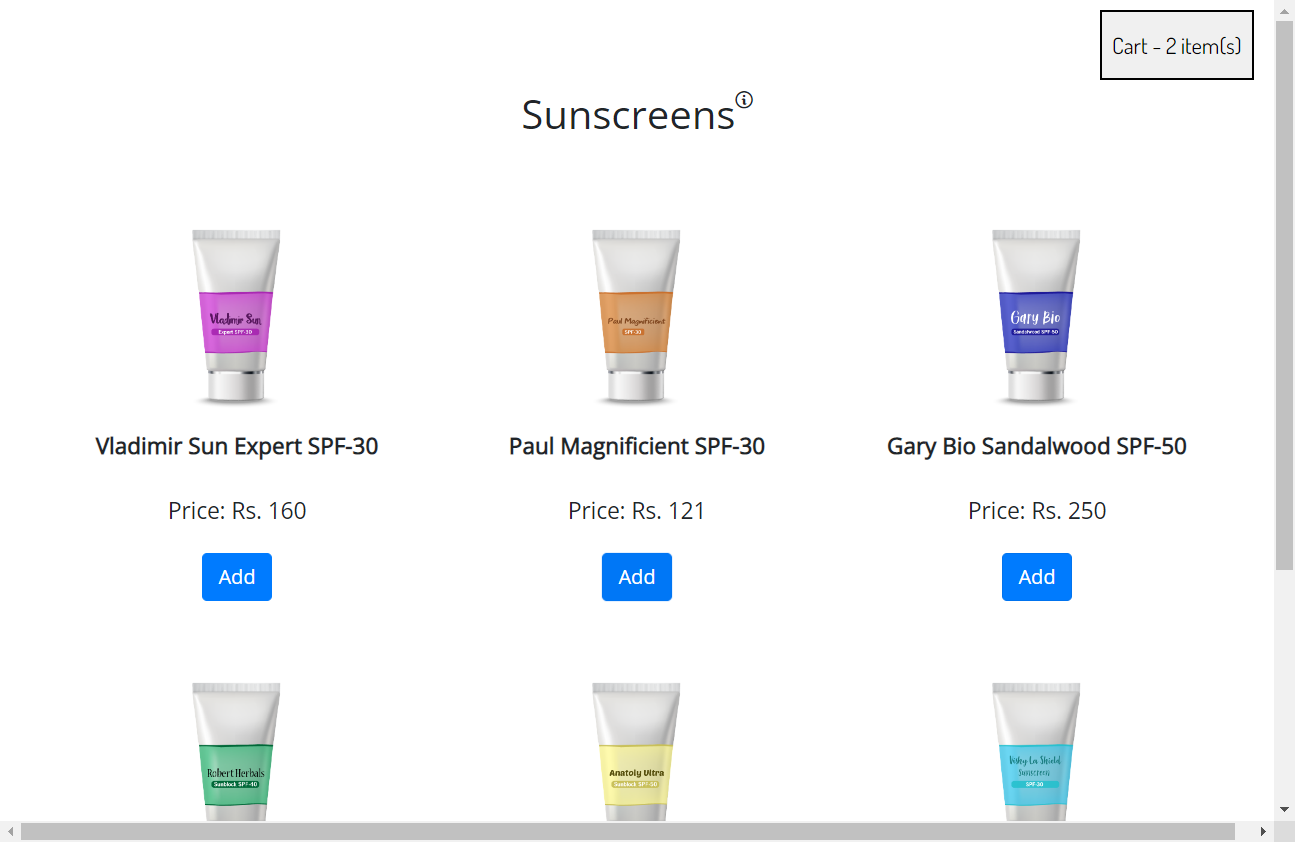 Cart - 2 item(s)
Sunscreens
Vladimir Sun
Expert SPF-30
Paul Magnificient
SPF-30
Gary Bio
Sandalwood SPF-50
Vladimir Sun Expert SPF-30
Paul Magnificient SPF-30
Gary Bio Sandalwood SPF-50
Price: Rs. 160
Price: Rs. 121
Price: Rs. 250
Add
Add
Add
Robert Herbals
Sunblock SPF-40
Anatoly Ultra
Sunblock SPF-50
Vishy Lox Shield
Sunscreen
SPF-30